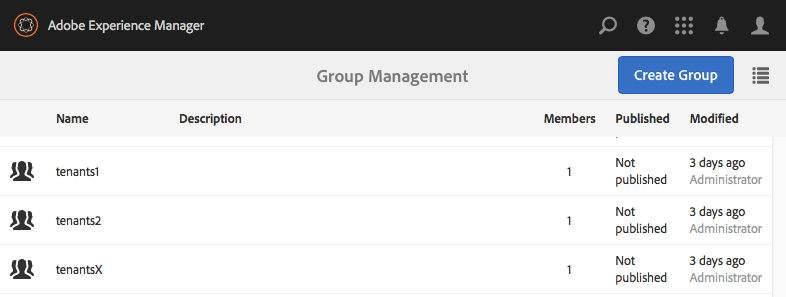 Adobe Experience Manager
Group Management
Create Group
Name Description Members Published Modified
tenants1 1 Not published 3 days ago Administrator
tenants2 1 Not published 3 days ago Administrator
tenantsX 1 Not published 3 days ago Administrator